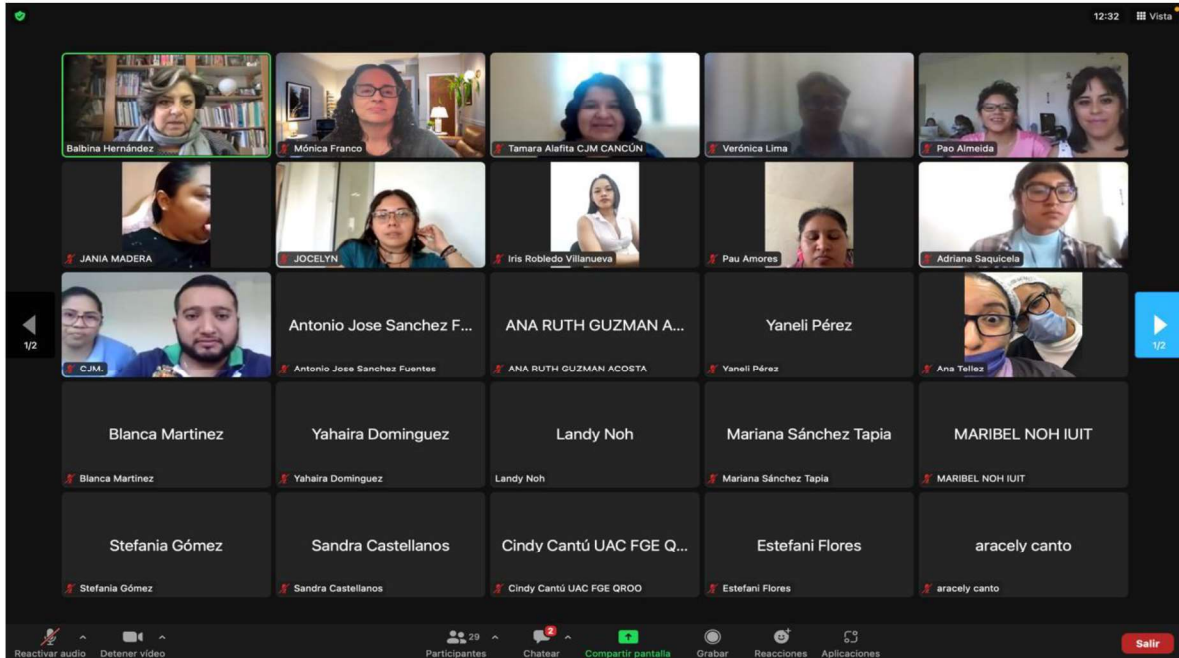 12:32 Vista
Balbina Hernández
Mónica Franco
Tamara Alafita CJM CANCÚN
Verónica Lima
Pao Almeida
JANIA MADERA
JOCELYN
Iris Robledo Villanueva
Pau Amores
Adriana Saquicela
1/2
CJM.
Antonio Jose Sanchez F...
Antonio Jose Sanchez Fuentes
ANA RUTH GUZMAN A...
ANA RUTH GUZMAN ACOSTA
Yaneli Pérez
Yaneli Pérez
Ana Tellez
1/2
Blanca Martinez
Blanca Martinez
Yahaira Dominguez
Yahaira Dominguez
Landy Noh
Landy Noh
Mariana Sánchez Tapia
Mariana Sánchez Tapia
MARIBEL NOH IUIT
MARIBEL NOH IUIT
Stefania Gómez
Stefania Gómez
Sandra Castellanos
Sandra Castellanos
Cindy Cantú UAC FGE Q...
Cindy Cantú UAC FGE QROO
Estefani Flores
Estefani Flores
aracely canto
aracely canto
Reactivar audio
Detener vídeo
29
Participantes
2
Chatear
Compartir pantalla
Grabar
Reacciones
Aplicaciones
Salir